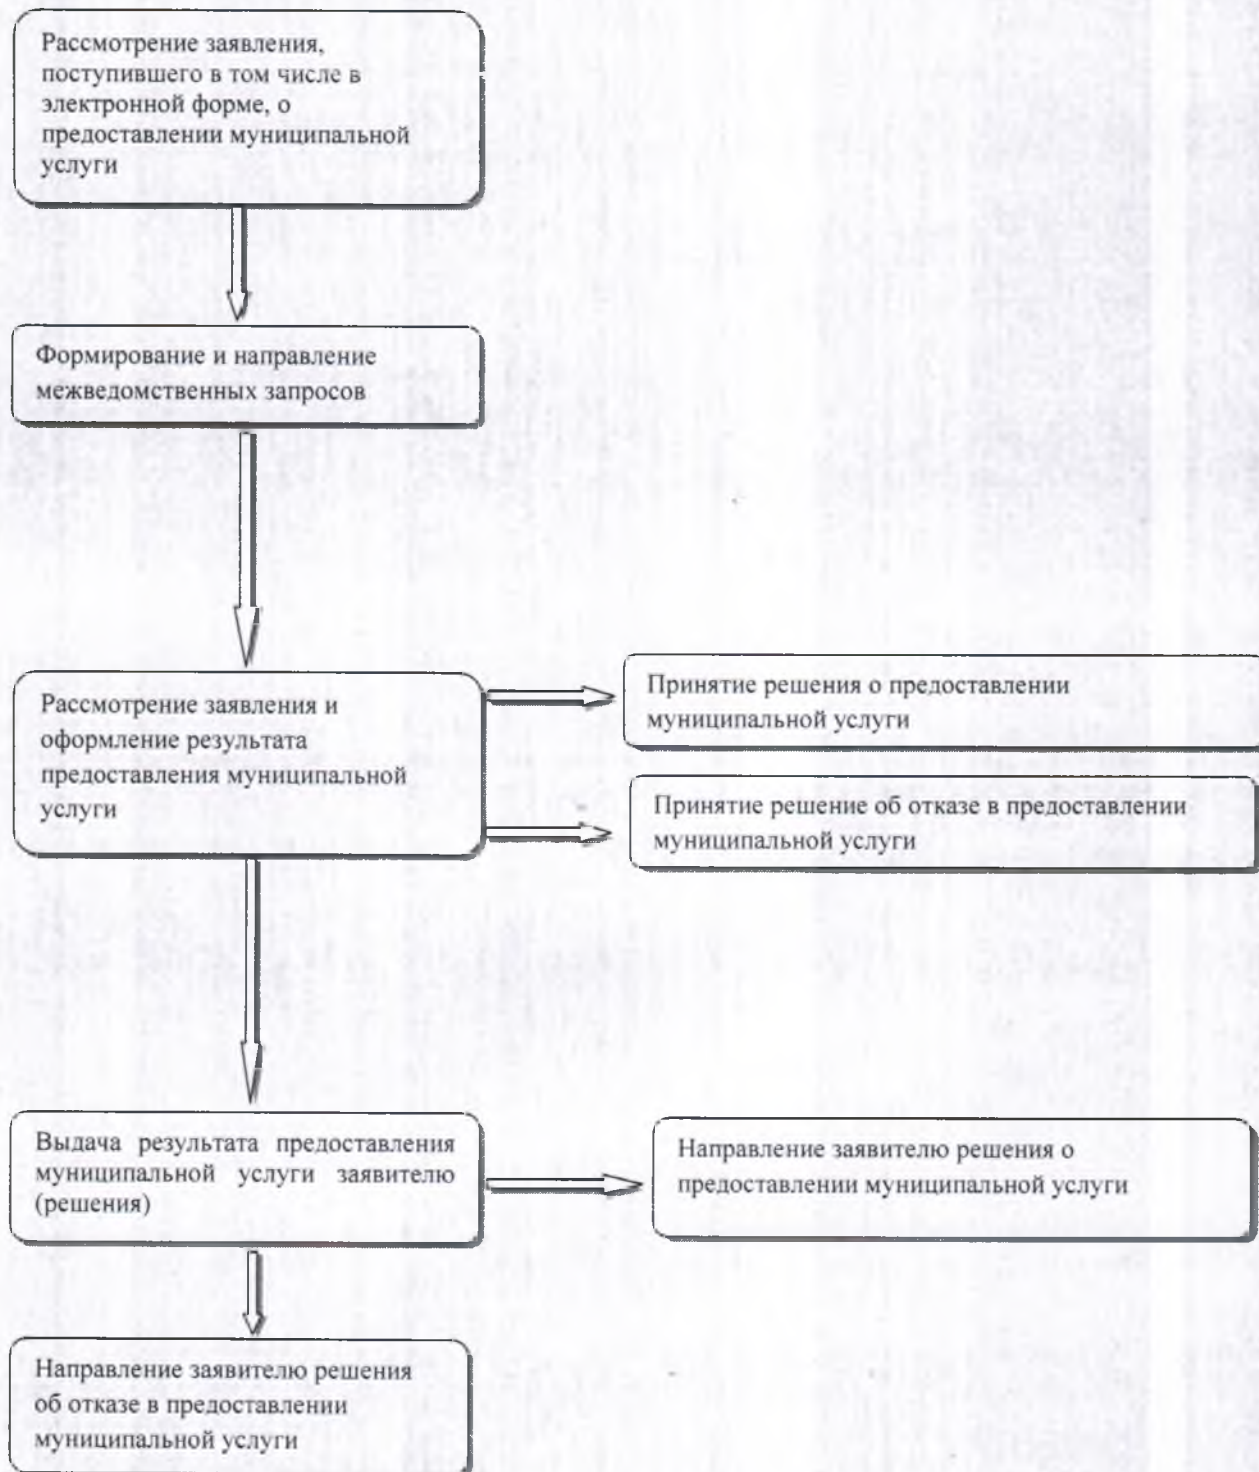 Рассмотрение заявления,
поступившего в том числе в
электронной форме, о
предоставлении муниципальной
услуги
Формирование и направление
межведомственных запросов
Рассмотрение заявления и
оформление результата
предоставления муниципальной
услуги
Принятие решения о предоставлении
муниципальной услуги
Принятие решение об отказе в предоставлении
муниципальной услуги
Выдача результата предоставления
муниципальной услуги заявителю
(решения)
Направление заявителю решения о
предоставлении муниципальной услуги
Направление заявителю решения
об отказе в предоставлении
муниципальной услуги